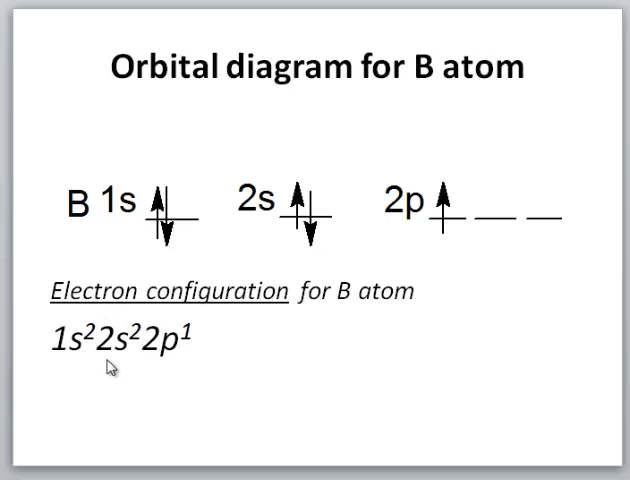 Orbital diagram for B atom
B 1s 2s 2p
Electron configuration for B atom
1s²2s²2p¹